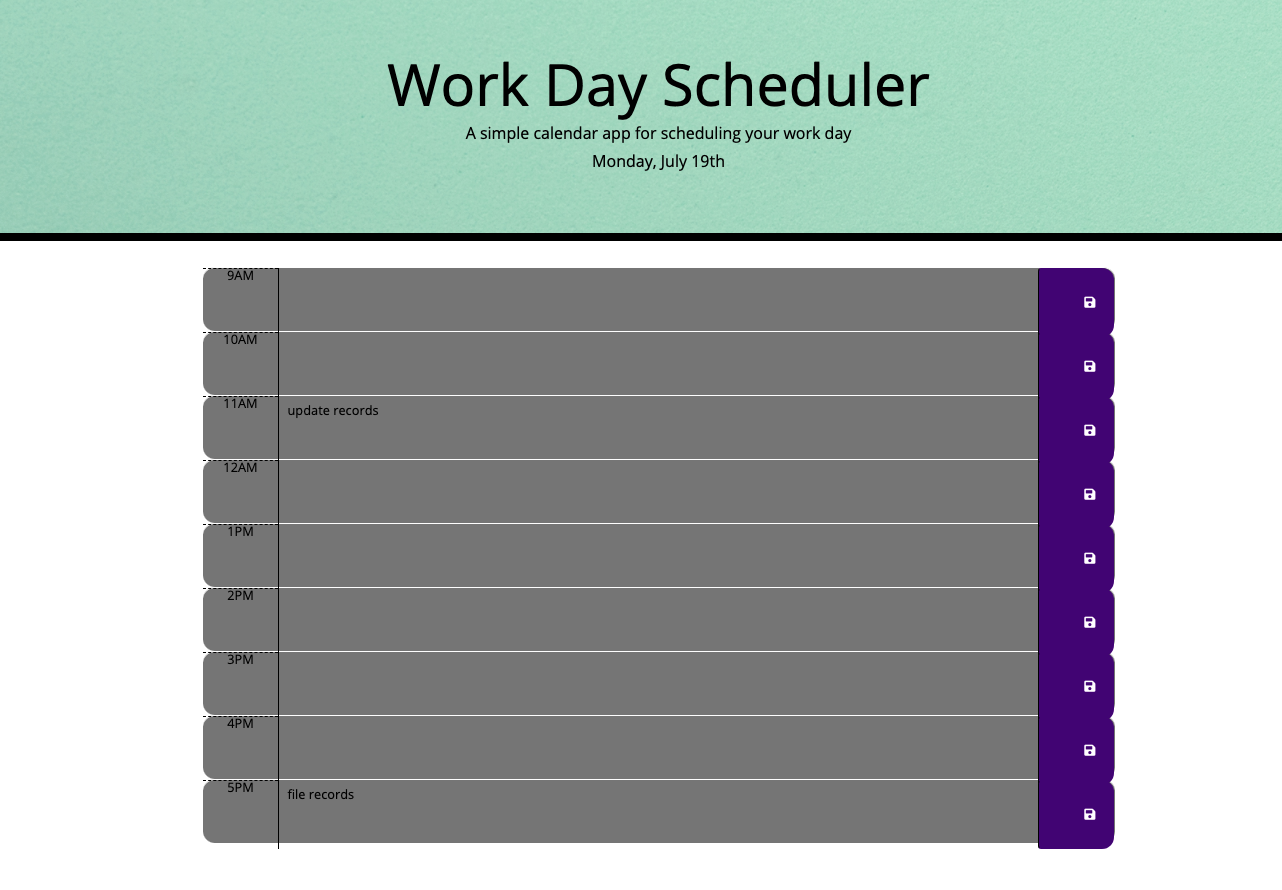 Work Day Scheduler
A simple calendar app for scheduling your work day
Monday, July 19th
9AM
10AM
11AM
update records
12AM
1PM
2PM
3PM
4PM
5PM
file records